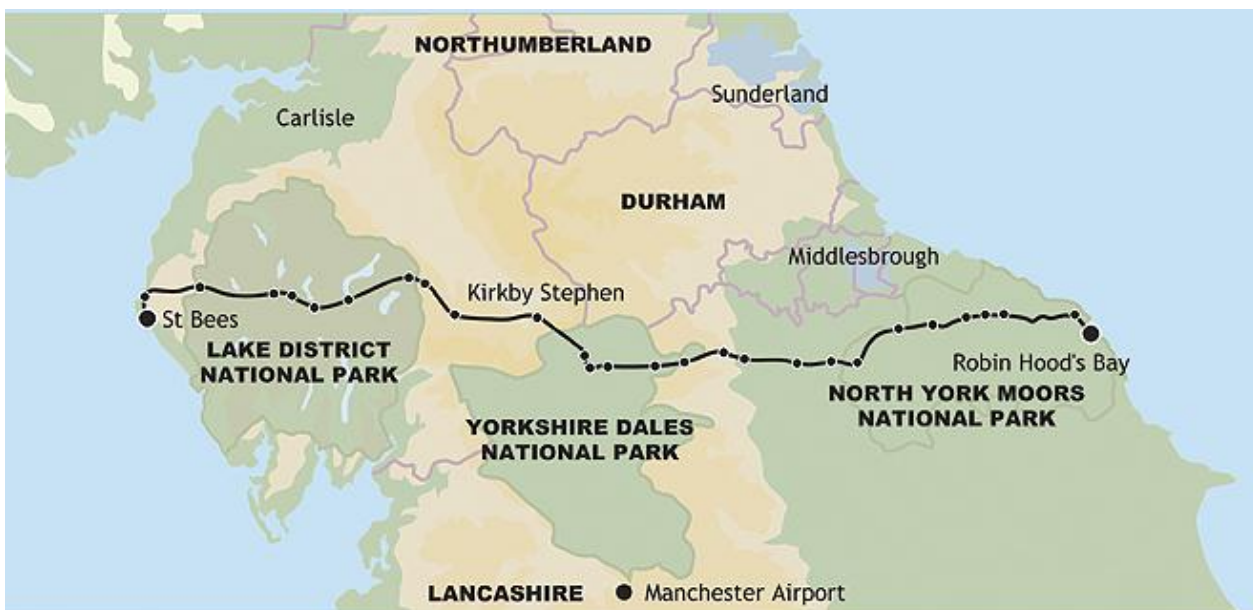 NORTHUMBERLAND
Carlisle
Sunderland
DURHAM
Middlesbrough
Kirkby Stephen
St Bees
LAKE DISTRICT
NATIONAL PARK
Robin Hood's Bay
NORTH YORK MOORS
NATIONAL PARK
YORKSHIRE DALES
NATIONAL PARK
LANCASHIRE
Manchester Airport